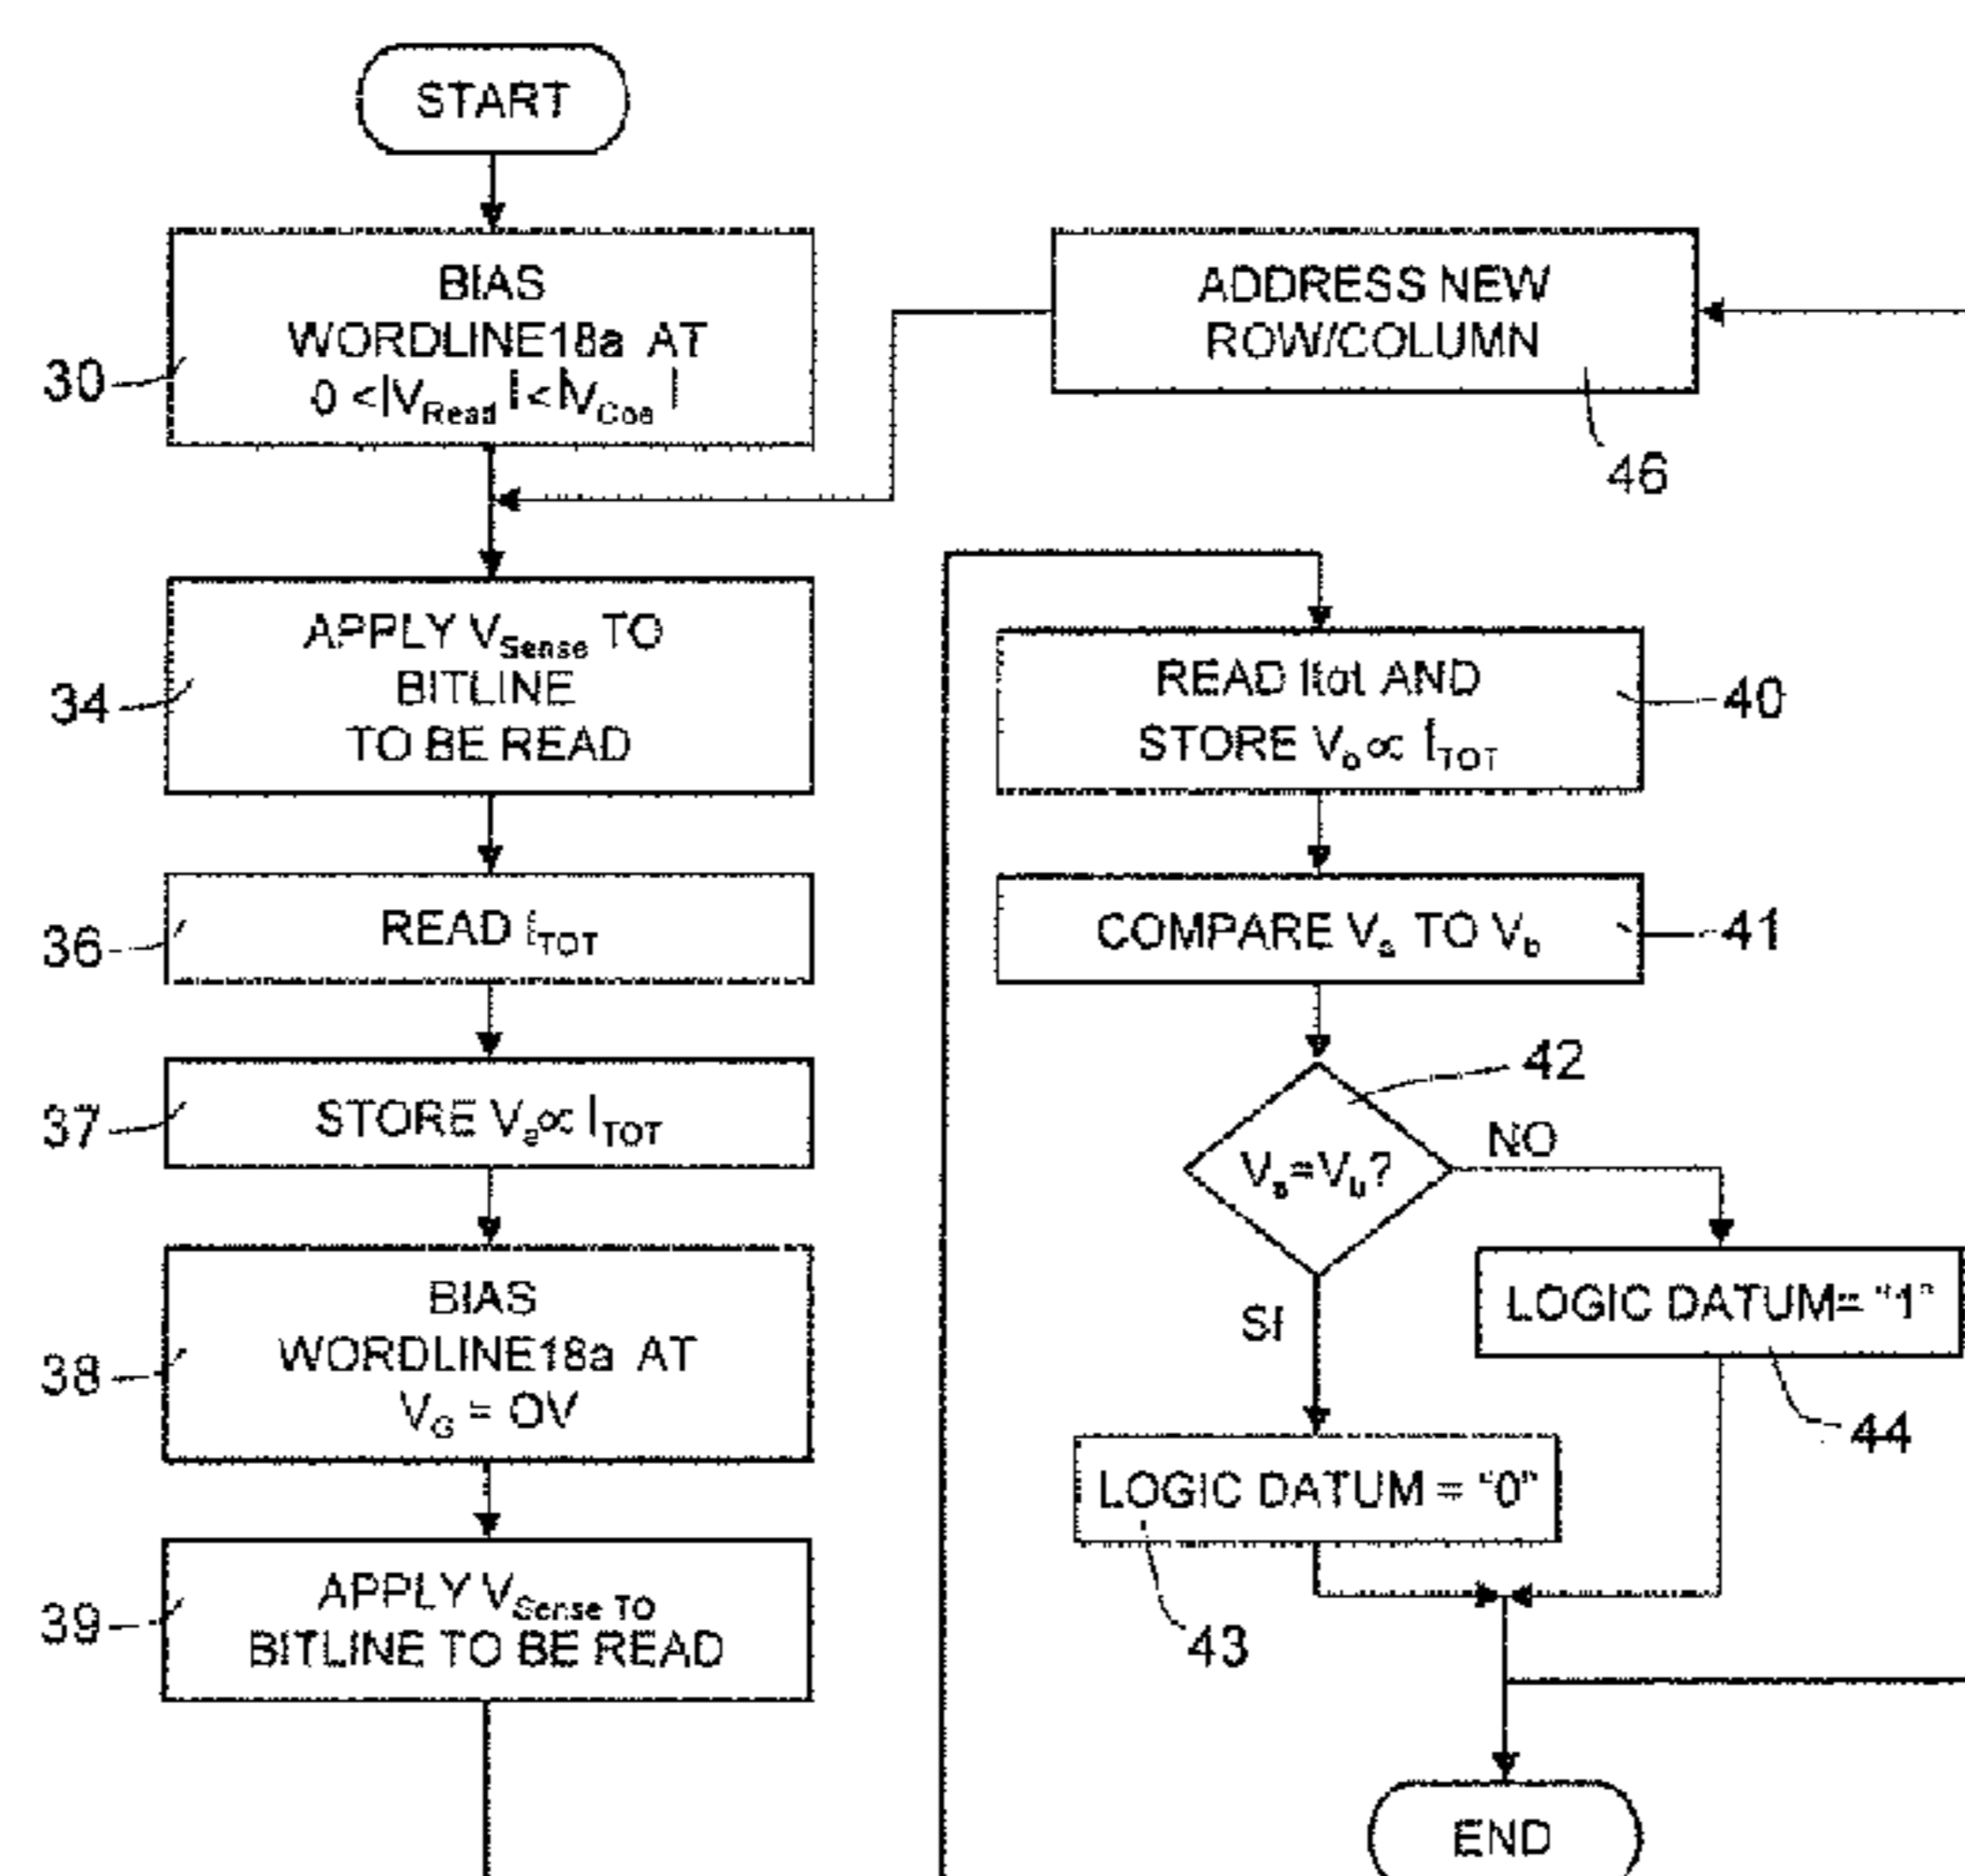 START
BIAS
WORDLINE18a AT
0 <|V_Read|<|V_Coe|
30
ADDRESS NEW
ROW/COLUMN
46
APPLY V_Sense TO
BITLINE
TO BE READ
34
READ I_TOT
36
STORE V_a∝ I_TOT
37
BIAS
WORDLINE18a AT
V_G = OV
38
APPLY V_Sense TO
BITLINE TO BE READ
39
READ Itot AND
STORE V_b∝ I_TOT
40
COMPARE V_a TO V_b
41
42
V_a=V_b?
NO
SI
LOGIC DATUM= "1"
44
LOGIC DATUM = "0"
43
END